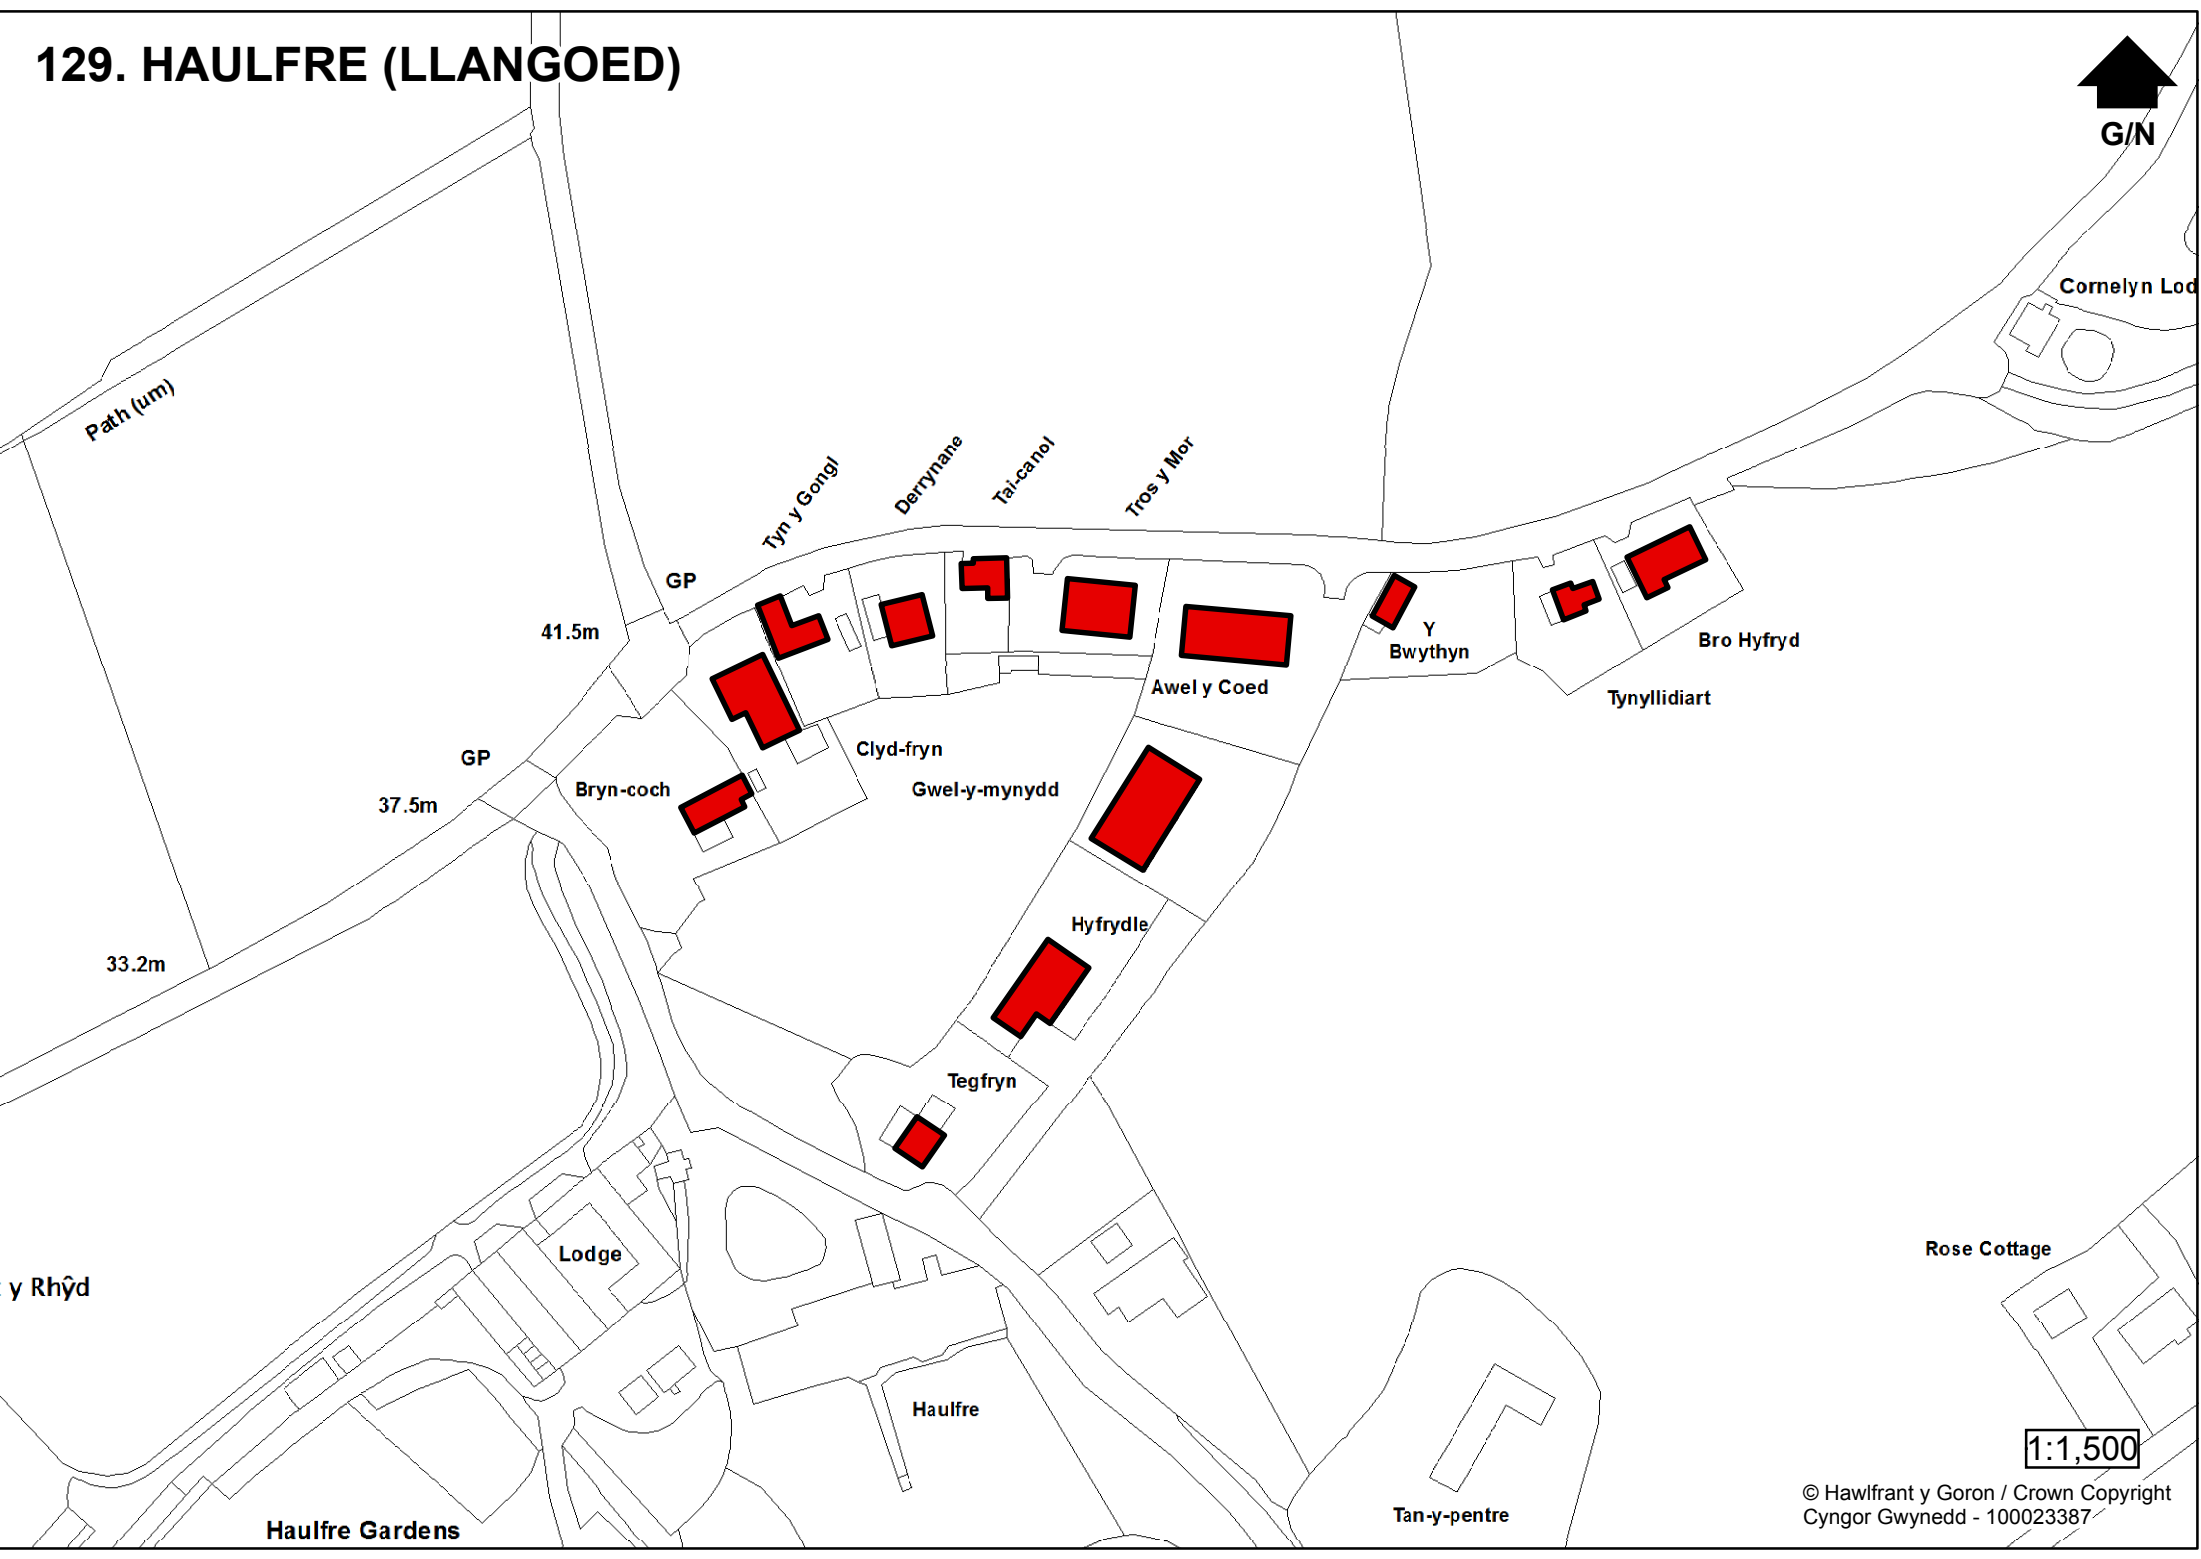 129. HAULFRE (LLANGOED)
G/N
Cornelyn Lod
Path (um)
Tyn y Gongl
Derrynane
Tai-canol
Tros y Mor
GP
41.5m
Y
Bwythyn
Bro Hyfryd
Awel y Coed
Tynyllidiart
Clyd-fryn
GP
Bryn-coch
Gwel-y-mynydd
37.5m
Hyfrydle
33.2m
Tegfryn
Lodge
Rose Cottage
y Rhŷd
Haulfre
1:1,500
© Hawlfrant y Goron / Crown Copyright
Cyngor Gwynedd - 100023387
Tan-y-pentre
Haulfre Gardens